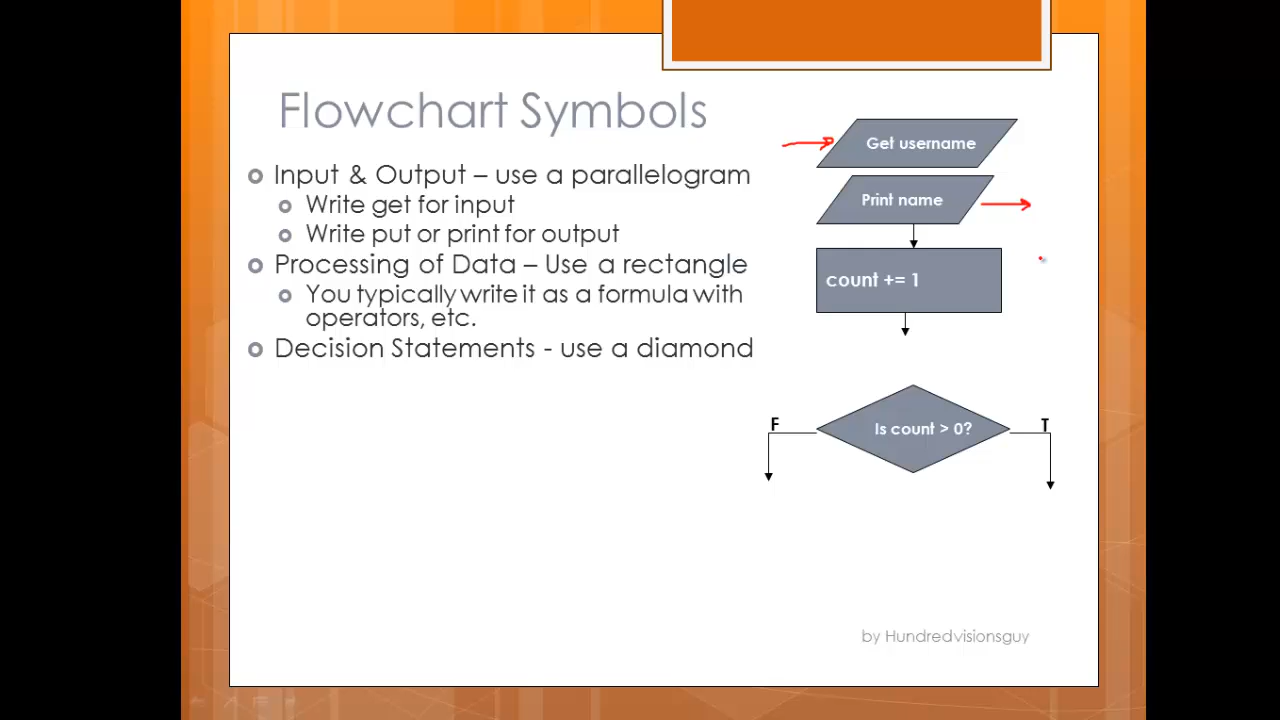 Flowchart Symbols
Input & Output – use a parallelogram
Write get for input
Write put or print for output
Processing of Data – Use a rectangle
You typically write it as a formula with
operators, etc.
Decision Statements - use a diamond
Get username
Print name
count += 1
F
Is count > 0?
T
by Hundredvisionsguy